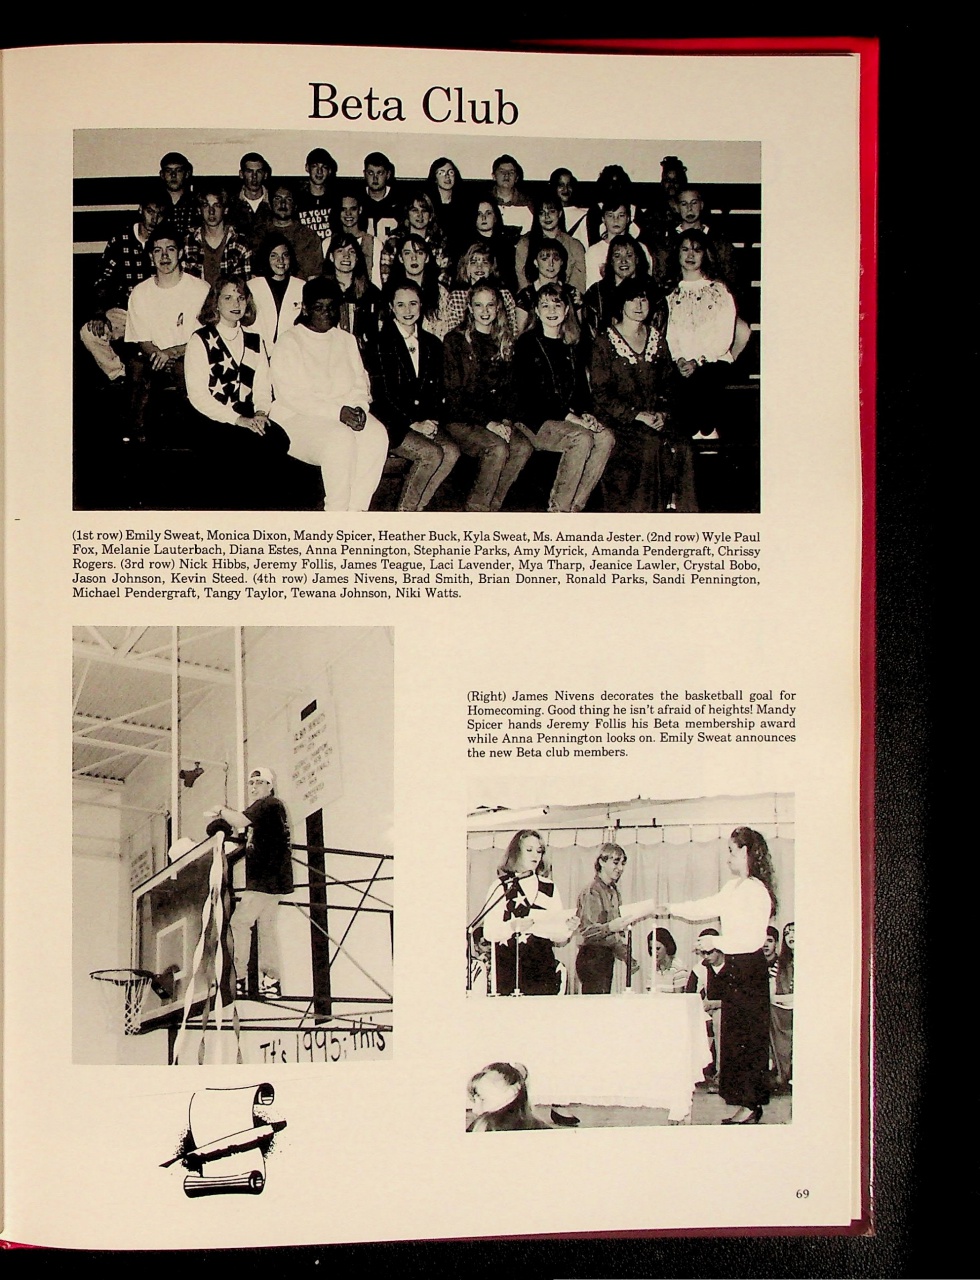 Beta Club
IF YOU C
READ T
(1st row) Emily Sweat, Monica Dixon, Mandy Spicer, Heather Buck, Kyla Sweat, Ms. Amanda Jester. (2nd row) Wyle Paul
Fox, Melanie Lauterbach, Diana Estes, Anna Pennington, Stephanie Parks, Amy Myrick, Amanda Pendergraft, Chrissy
Rogers. (3rd row) Nick Hibbs, Jeremy Follis, James Teague, Laci Lavender, Mya Tharp, Jeanice Lawler, Crystal Bobo,
Jason Johnson, Kevin Steed. (4th row) James Nivens, Brad Smith, Brian Donner, Ronald Parks, Sandi Pennington,
Michael Pendergraft, Tangy Taylor, Tewana Johnson, Niki Watts.
(Right) James Nivens decorates the basketball goal for
Homecoming. Good thing he isn't afraid of heights! Mandy
Spicer hands Jeremy Follis his Beta membership award
while Anna Pennington looks on. Emily Sweat announces
the new Beta club members.
It's 1995; this
69